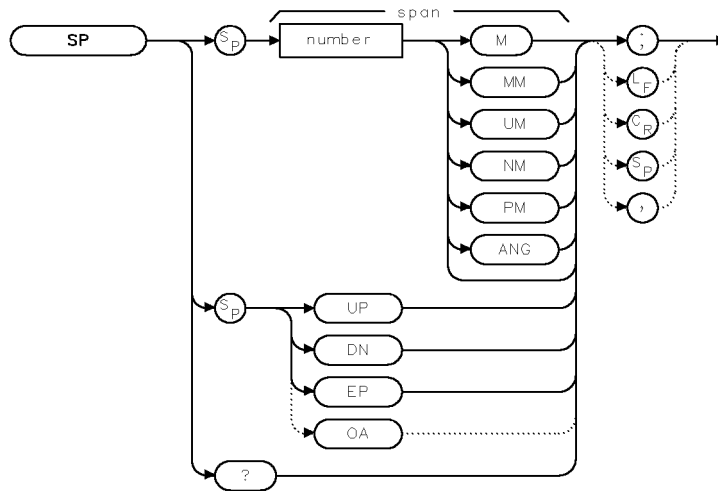 span
SP
SP
number
M
;
MM
LF
UM
CR
NM
SP
PM
,
ANG
SP
UP
DN
EP
OA
?